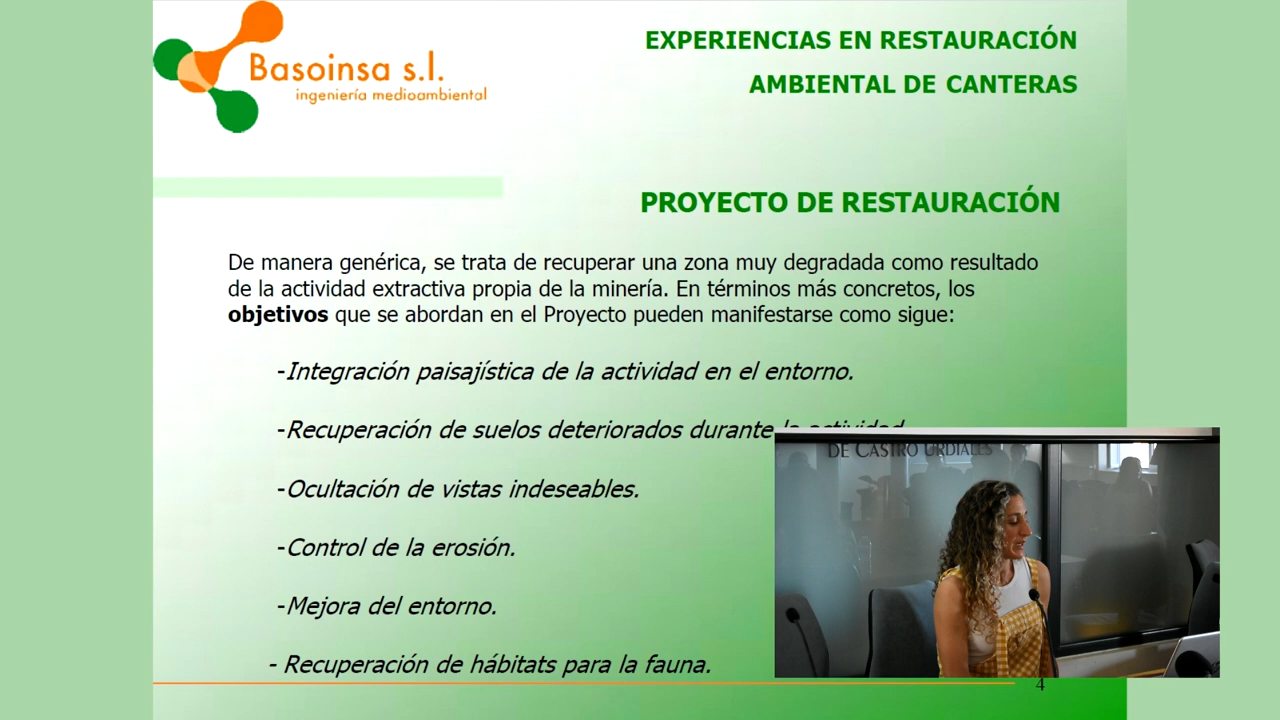 Basoinsa s.l.
ingeniería medioambiental
EXPERIENCIAS EN RESTAURACIÓN
AMBIENTAL DE CANTERAS
PROYECTO DE RESTAURACIÓN
De manera genérica, se trata de recuperar una zona muy degradada como resultado
de la actividad extractiva propia de la minería. En términos más concretos, los
objetivos que se abordan en el Proyecto pueden manifestarse como sigue:
-Integración paisajística de la actividad en el entorno.
-Recuperación de suelos deteriorados durante la actividad
-Ocultación de vistas indeseables.
-Control de la erosión.
-Mejora del entorno.
- Recuperación de hábitats para la fauna.
DE CASTRO URDIALES
4